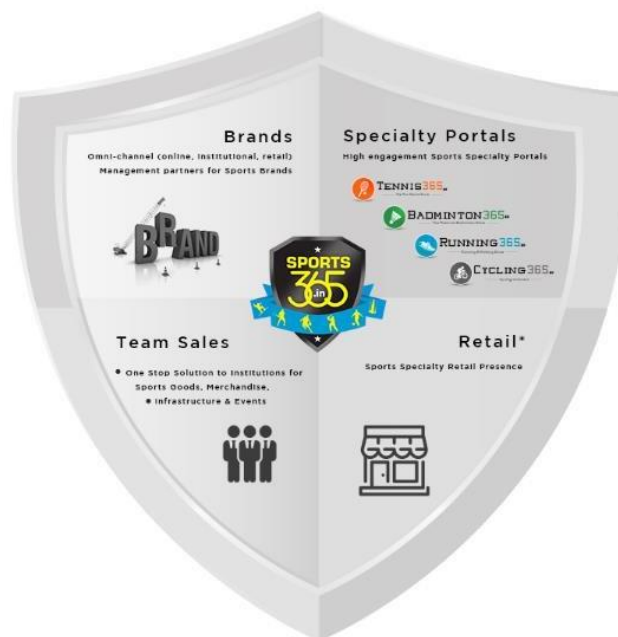 Brands
Omni-channel (online, institutional, retail)
Management partners for Sports Brands
BRAND
Specialty Portals
High engagement Sports Specialty Portals
TENNIS365
BADMINTON365
RUNNING365
CYCLING365
SPORTS
365
.in
Team Sales
• One Stop Solution to Institutions for
Sports Goods, Merchandise,
• Infrastructure & Events
Retail*
Sports Specialty Retail Presence